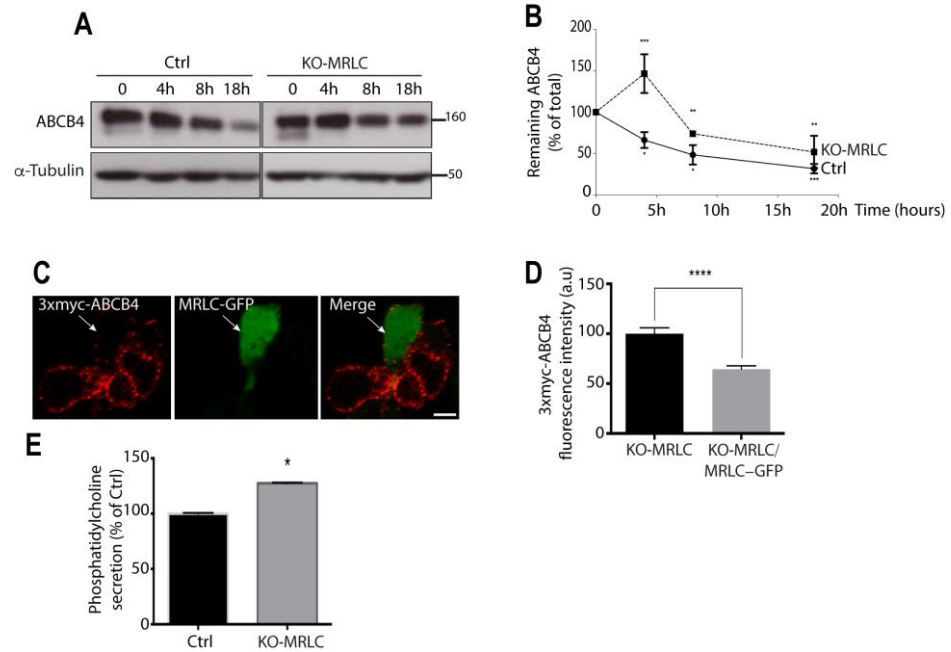 A
Ctrl
KO-MRLC
0 4h 8h 18h
0 4h 8h 18h
ABCB4
160
α-Tubulin
50
B
Remaining ABCB4
(% of total)
200
150
100
50
0
***
**
**
*
*
***
KO-MRLC
Ctrl
0 5h 10h 15h 20h Time (hours)
C
3xmyc-ABCB4
MRLC-GFP
Merge
D
3xmyc-ABCB4
fluorescence intensity (a.u)
150
100
50
0
****
KO-MRLC
KO-MRLC/
MRLC–GFP
E
Phosphatidylcholine
secretion (% of Ctrl)
150
100
50
0
*
Ctrl
KO-MRLC